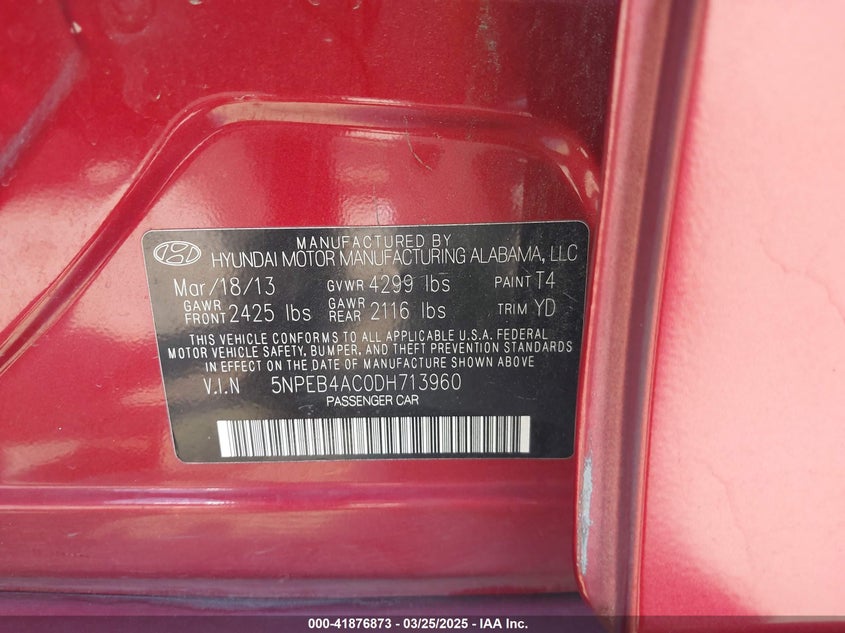 MANUFACTURED BY
HYUNDAI MOTOR MANUFACTURING ALABAMA, LLC
Mar/18/13 GVWR 4299 lbs PAINT T4
GAWR FRONT 2425 lbs GAWR REAR 2116 lbs TRIM YD
THIS VEHICLE CONFORMS TO ALL APPLICABLE U.S.A. FEDERAL
MOTOR VEHICLE SAFETY, BUMPER, AND THEFT PREVENTION STANDARDS
IN EFFECT ON THE DATE OF MANUFACTURE SHOWN ABOVE
V.I.N 5NPEB4AC0DH713960
PASSENGER CAR
000-41876873 - 03/25/2025 - IAA Inc.